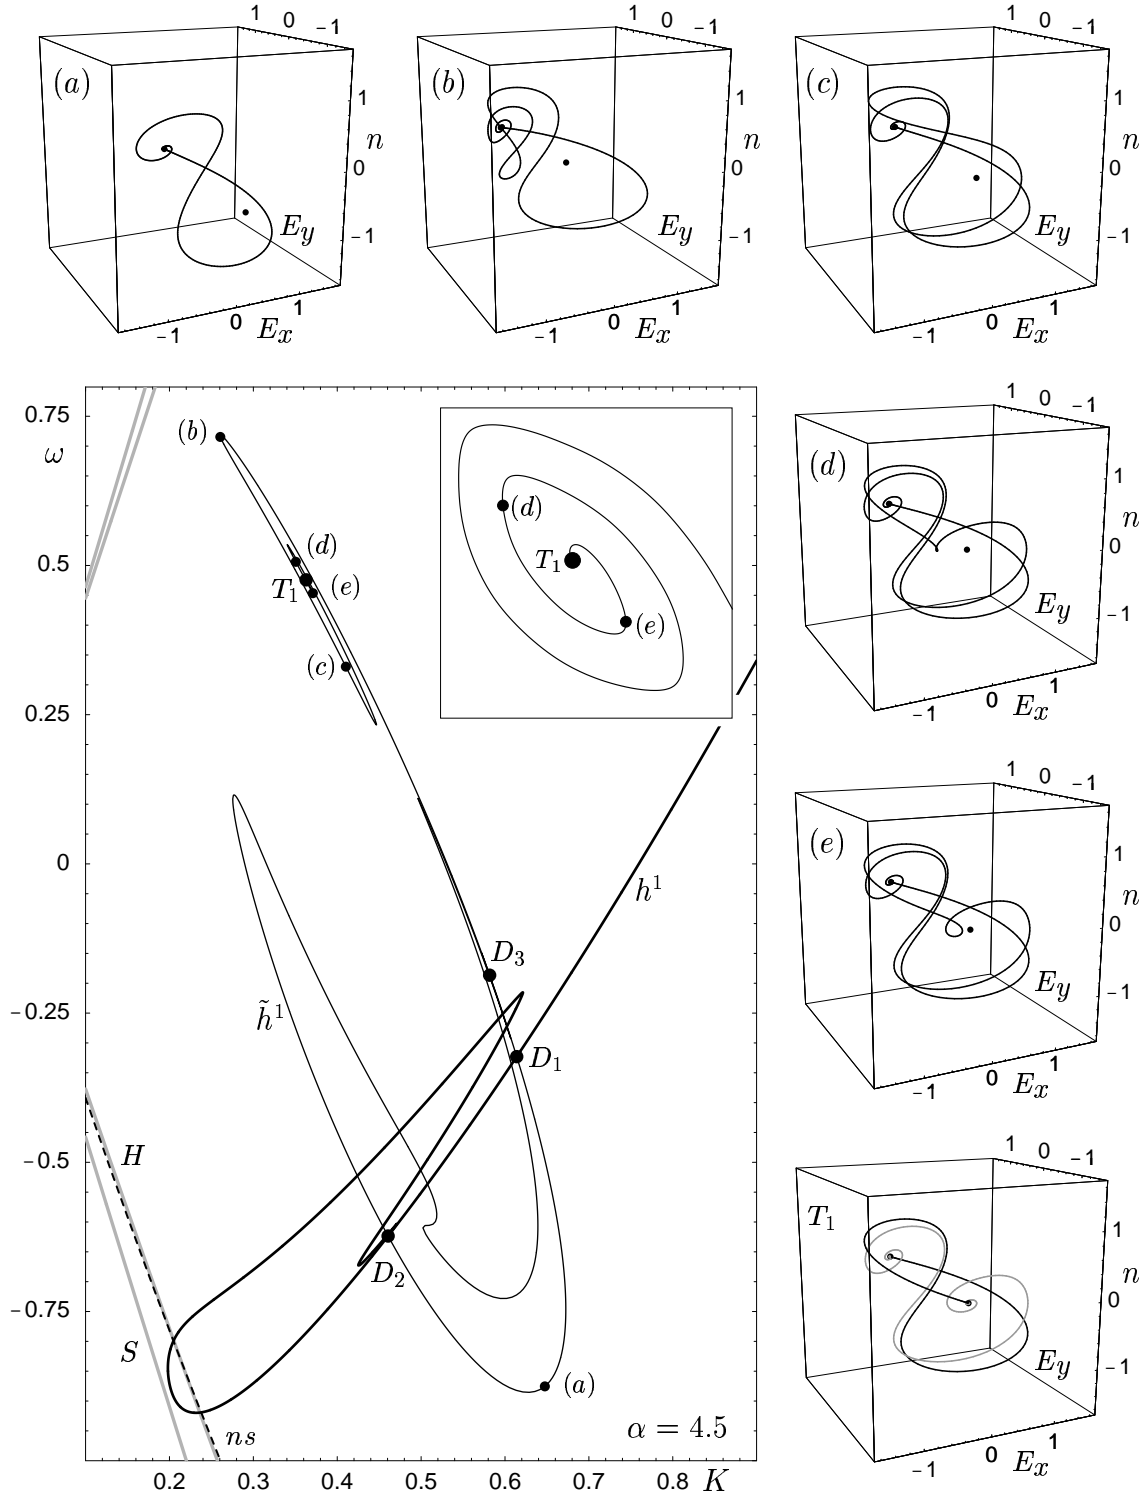 1 0 −1
(a)
1
n
0
−1
Ey
−1 0 1
Ex
1 0 −1
(b)
1
n
0
−1
Ey
−1 0 1
Ex
1 0 −1
(c)
1
n
0
−1
Ey
−1 0 1
Ex
0.75
ω
0.5
0.25
0
−0.25
−0.5
−0.75
(b)
(d)
T1 (e)
(c)
(d)
T1
(e)
h¹
D3
h̃¹
D1
H
D2
S
(a)
ns
α = 4.5
0.2 0.3 0.4 0.5 0.6 0.7 0.8 K
1 0 −1
(d)
1
n
0
−1
Ey
−1 0 1
Ex
1 0 −1
(e)
1
n
0
−1
Ey
−1 0 1
Ex
1 0 −1
T1
1
n
0
−1
Ey
−1 0 1
Ex